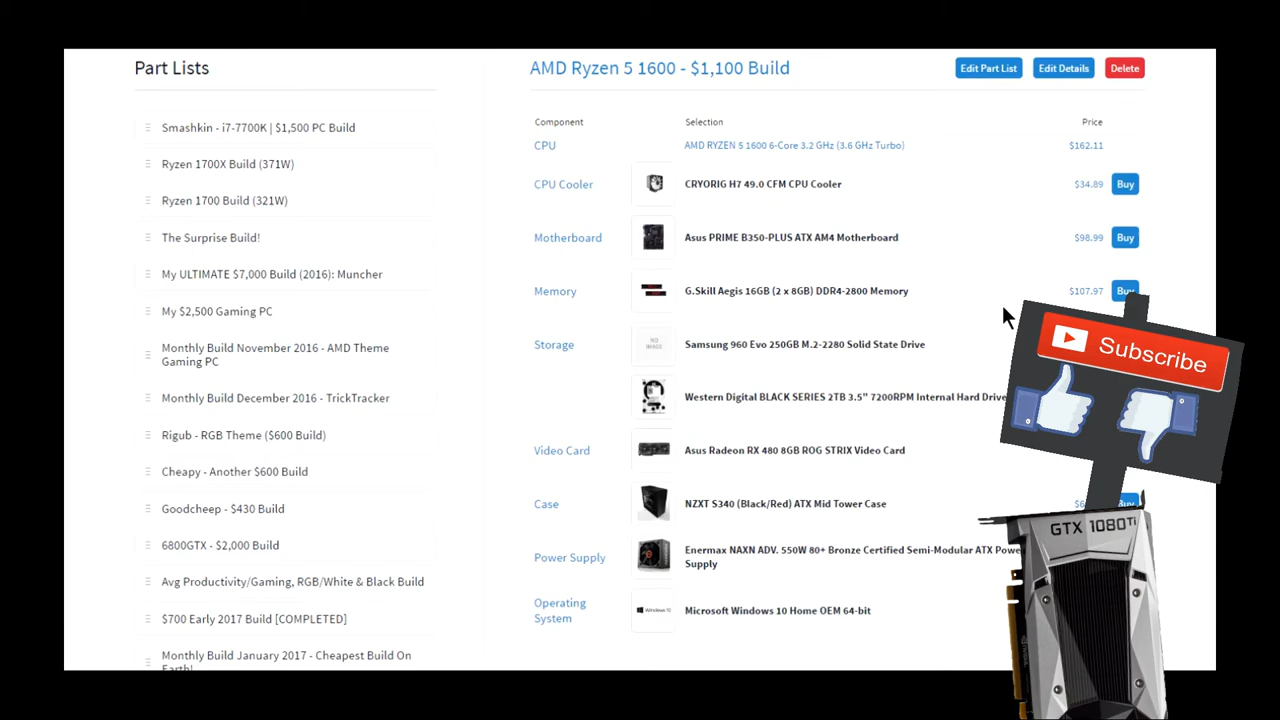 Part Lists
Smashkin - i7-7700K | $1,500 PC Build
Ryzen 1700X Build (371W)
Ryzen 1700 Build (321W)
The Surprise Build!
My ULTIMATE $7,000 Build (2016): Muncher
My $2,500 Gaming PC
Monthly Build November 2016 - AMD Theme
Gaming PC
Monthly Build December 2016 - TrickTracker
Rigub - RGB Theme ($600 Build)
Cheapy - Another $600 Build
Goodcheep - $430 Build
6800GTX - $2,000 Build
Avg Productivity/Gaming, RGB/White & Black Build
$700 Early 2017 Build [COMPLETED]
Monthly Build January 2017 - Cheapest Build On
Earth!
AMD Ryzen 5 1600 - $1,100 Build
Edit Part List Edit Details Delete
Component Selection Price
CPU AMD RYZEN 5 1600 6-Core 3.2 GHz (3.6 GHz Turbo) $162.11
CPU Cooler CRYORIG H7 49.0 CFM CPU Cooler $34.89 Buy
Motherboard Asus PRIME B350-PLUS ATX AM4 Motherboard $98.99 Buy
Memory G.Skill Aegis 16GB (2 x 8GB) DDR4-2800 Memory $107.97 Buy
Storage NO IMAGE Samsung 960 Evo 250GB M.2-2280 Solid State Drive
Western Digital BLACK SERIES 2TB 3.5" 7200RPM Internal Hard Drive
Video Card Asus Radeon RX 480 8GB ROG STRIX Video Card
Case NZXT S340 (Black/Red) ATX Mid Tower Case Buy
Power Supply Enermax NAXN ADV. 550W 80+ Bronze Certified Semi-Modular ATX Power
Supply
Operating
System Windows 10 Microsoft Windows 10 Home OEM 64-bit
Subscribe
GTX 1080Ti